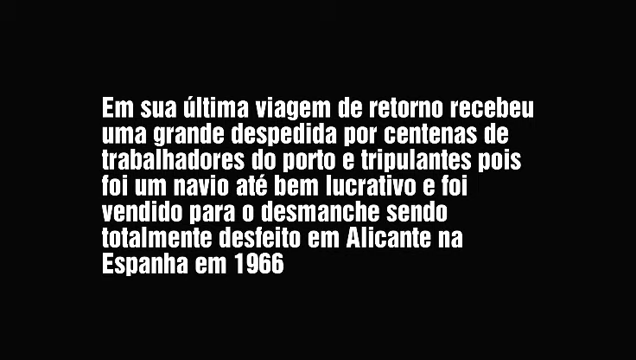 Em sua última viagem de retorno recebeu
uma grande despedida por centenas de
trabalhadores do porto e tripulantes pois
foi um navio até bem lucrativo e foi
vendido para o desmanche sendo
totalmente desfeito em Alicante na
Espanha em 1966